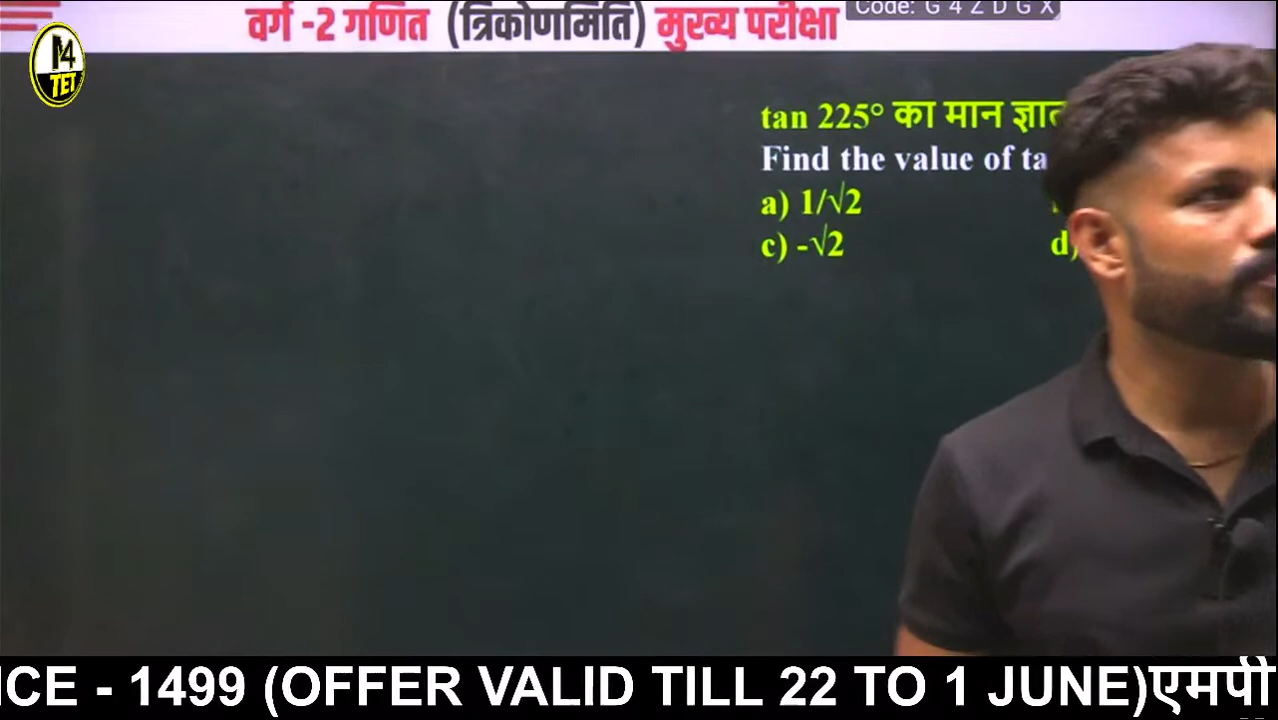 वर्ग -2 गणित (त्रिकोणमिति) मुख्य परीक्षा
Code: G 4 Z D G X
M4
TET
tan 225° का मान ज्ञात
Find the value of ta
a) 1/√2
c) -√2
d)
ICE - 1499 (OFFER VALID TILL 22 TO 1 JUNE)एमपी